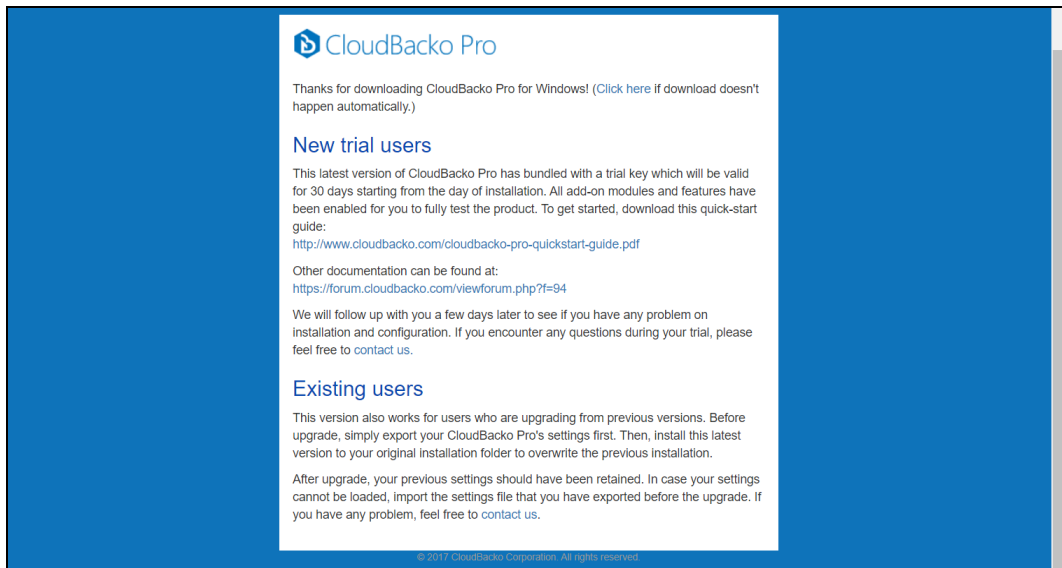 CloudBacko Pro
Thanks for downloading CloudBacko Pro for Windows! (Click here if download doesn't
happen automatically.)
New trial users
This latest version of CloudBacko Pro has bundled with a trial key which will be valid
for 30 days starting from the day of installation. All add-on modules and features have
been enabled for you to fully test the product. To get started, download this quick-start
guide:
http://www.cloudbacko.com/cloudbacko-pro-quickstart-guide.pdf
Other documentation can be found at:
https://forum.cloudbacko.com/viewforum.php?f=94
We will follow up with you a few days later to see if you have any problem on
installation and configuration. If you encounter any questions during your trial, please
feel free to contact us.
Existing users
This version also works for users who are upgrading from previous versions. Before
upgrade, simply export your CloudBacko Pro's settings first. Then, install this latest
version to your original installation folder to overwrite the previous installation.
After upgrade, your previous settings should have been retained. In case your settings
cannot be loaded, import the settings file that you have exported before the upgrade. If
you have any problem, feel free to contact us.
© 2017 CloudBacko Corporation. All rights reserved.